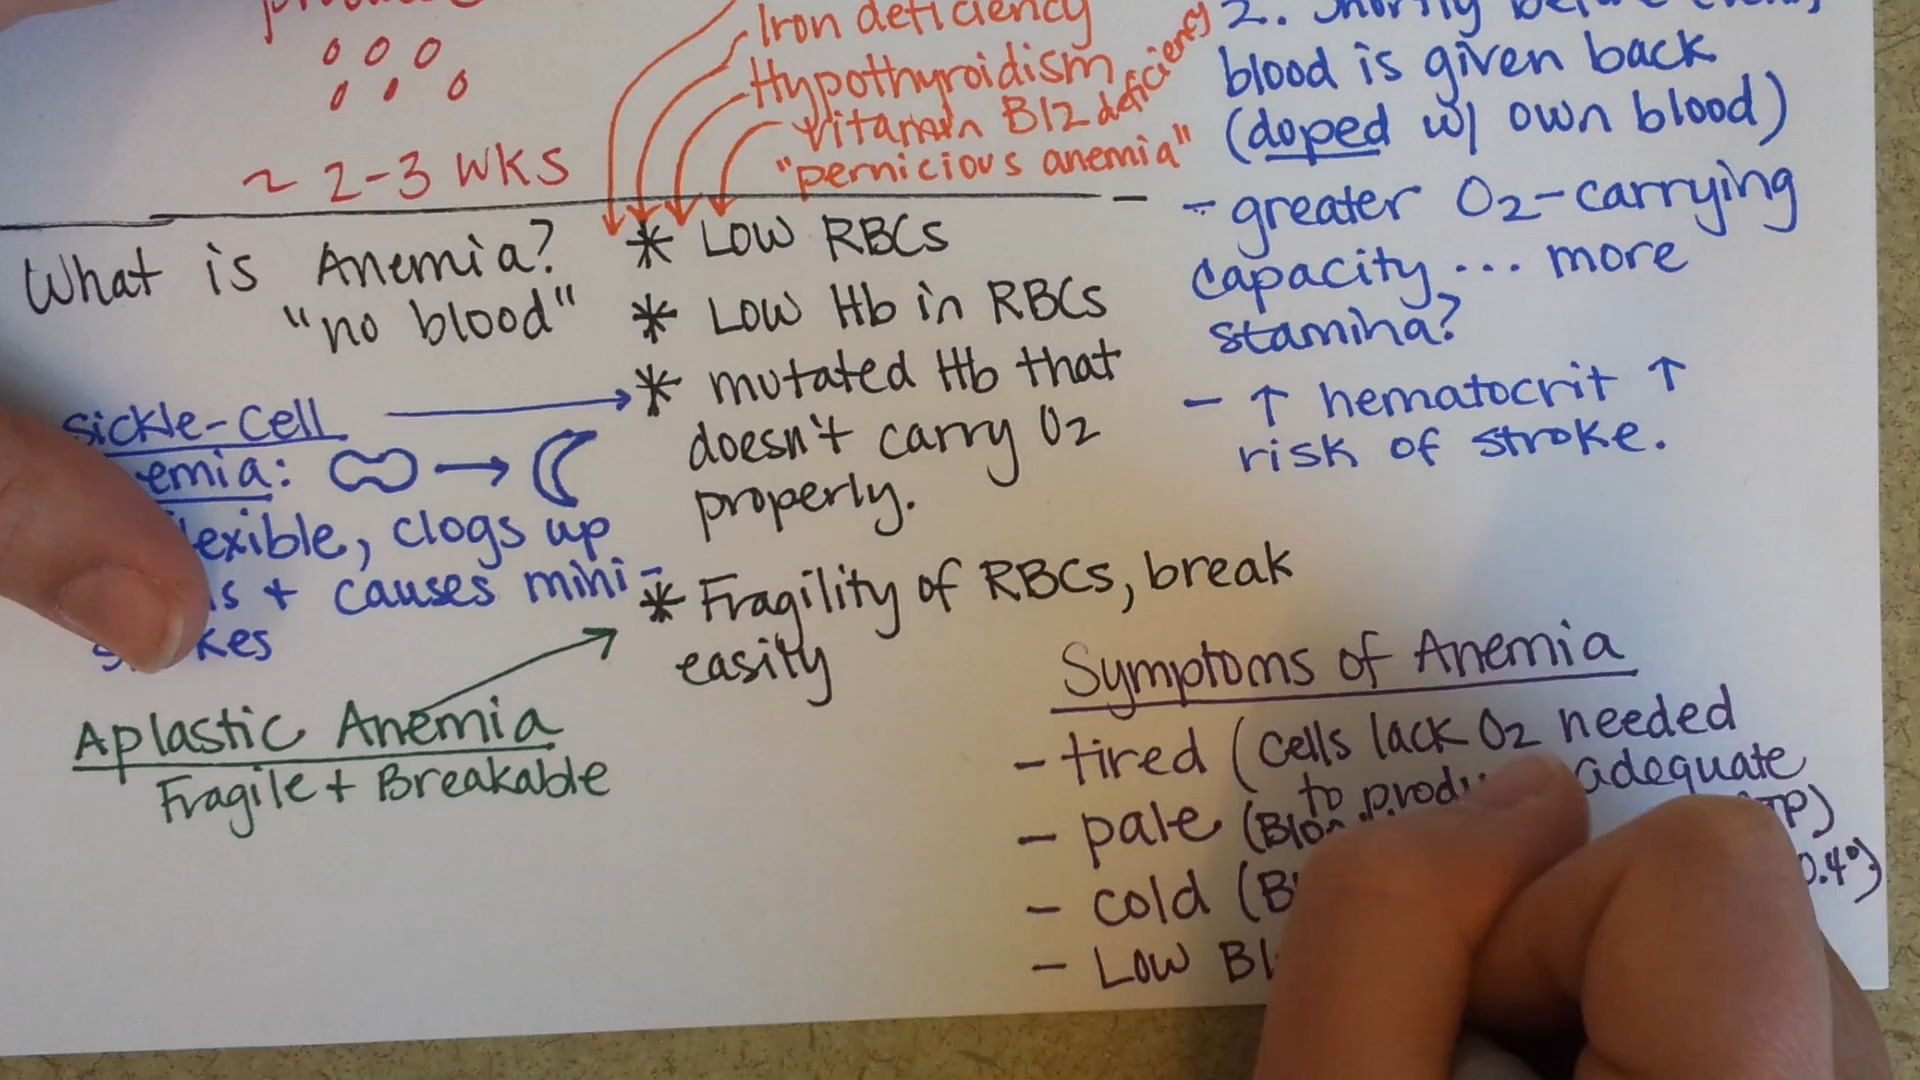 ~ 2-3 WKS
Iron deficiency
Hypothyroidism
Vitamin B12 deficiency
"pernicious anemia"
blood is given back
(doped w/ own blood)
- greater O2-carrying
capacity ... more
stamina?
- ↑ hematocrit ↑
risk of stroke.
What is Anemia?
"no blood"
* Low RBCs
* Low Hb in RBCs
* mutated Hb that
doesn't carry O2
properly.
* Fragility of RBCs, break
easily
Sickle-Cell
emia:
exible, clogs up
+ causes mini-
kes
Aplastic Anemia
Fragile + Breakable
Symptoms of Anemia
- tired (cells lack O2 needed
to adequate
- pale
- cold
- Low